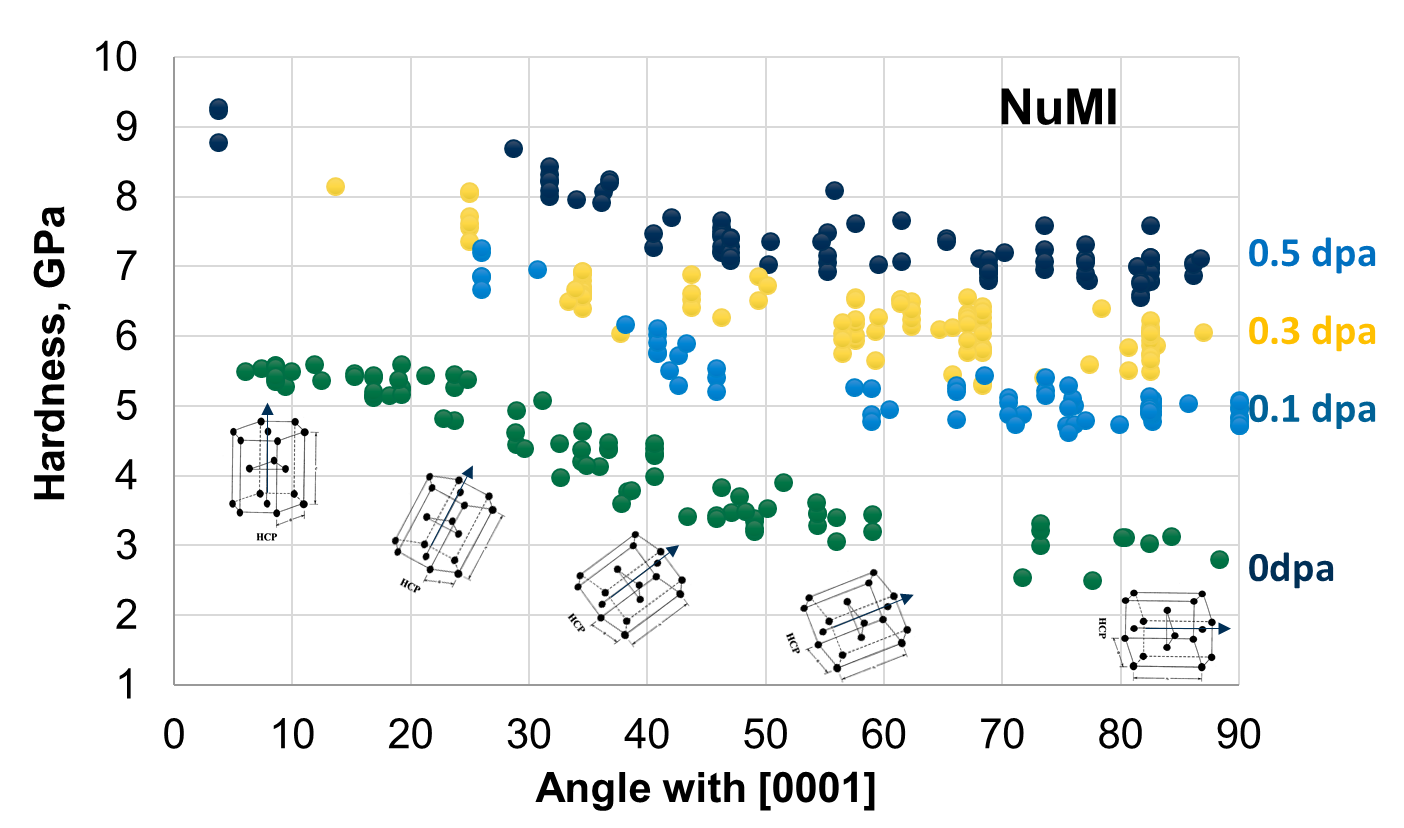 NuMI
Hardness, GPa
10
9
8
7
6
5
4
3
2
1
0.5 dpa
0.3 dpa
0.1 dpa
0dpa
HCP
HCP
HCP
HCP
HCP
0 10 20 30 40 50 60 70 80 90
Angle with [0001]